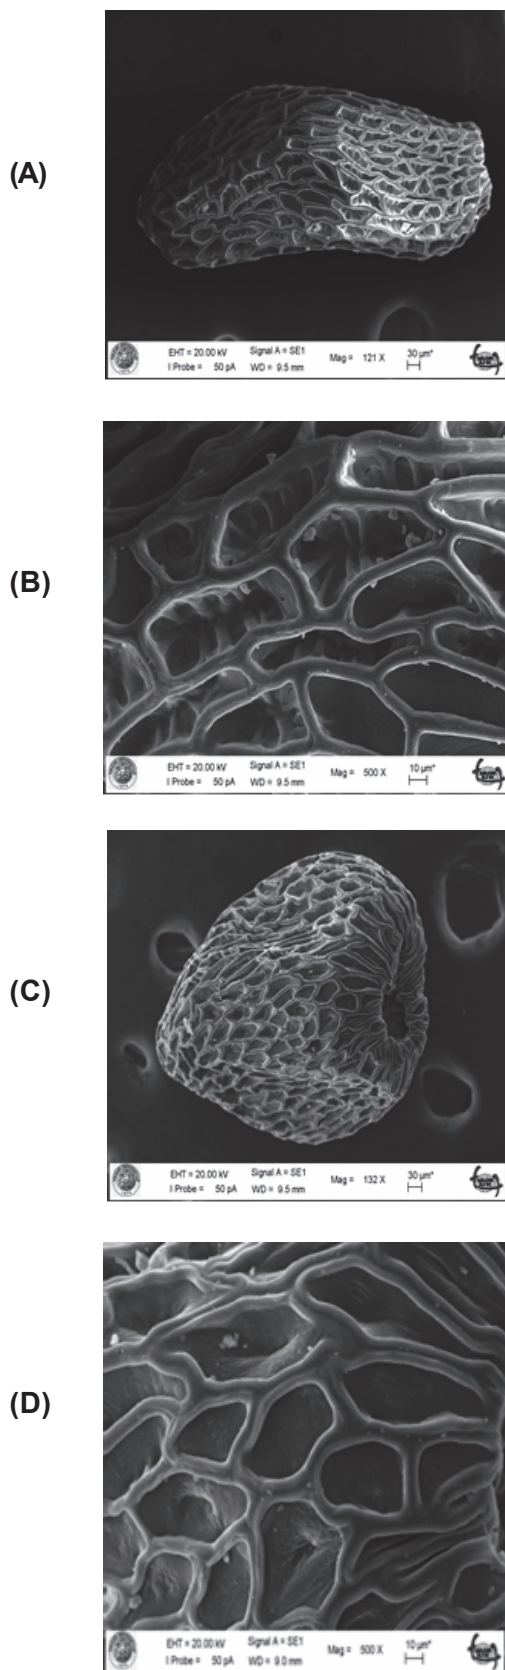 (A)
EHT = 20.00 kV Signal A = SE1 Mag = 121 X 30 µm*
I Probe = 50 pA WD = 9.5 mm
(B)
EHT = 20.00 kV Signal A = SE1 Mag = 500 X 10 µm*
I Probe = 50 pA WD = 9.5 mm
(C)
EHT = 20.00 kV Signal A = SE1 Mag = 132 X 30 µm*
I Probe = 50 pA WD = 9.5 mm
(D)
EHT = 20.00 kV Signal A = SE1 Mag = 500 X 10 µm*
I Probe = 50 pA WD = 9.0 mm